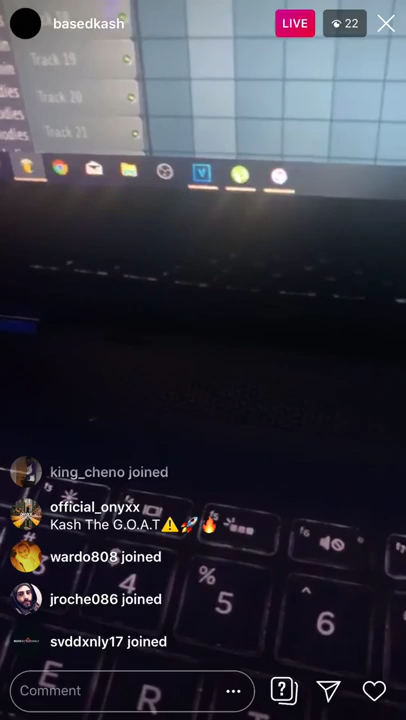 basedkash
LIVE
22
Track 19
Track 20
Track 21
king_cheno joined
official_onyxx
Kash The G.O.A.T⚠️🚀🔥
wardo808 joined
4
%
5
^
6
f6
jroche086 joined
svddxnly17 joined
Comment
E
R